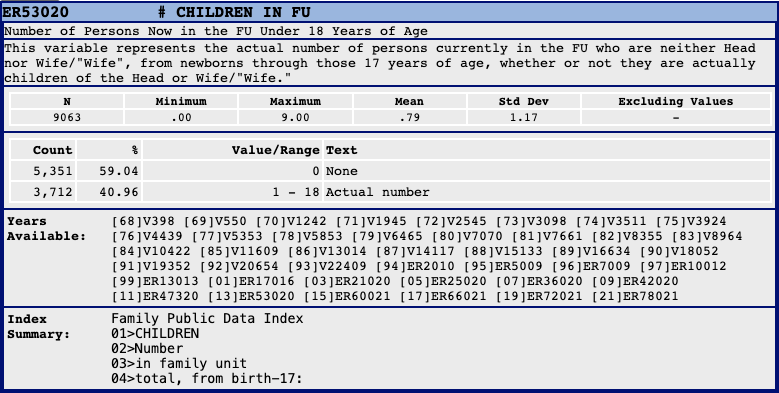 ER53020 # CHILDREN IN FU
Number of Persons Now in the FU Under 18 Years of Age
This variable represents the actual number of persons currently in the FU who are neither Head
nor Wife/"Wife", from newborns through those 17 years of age, whether or not they are actually
children of the Head or Wife/"Wife."
N Minimum Maximum Mean Std Dev Excluding Values
9063 .00 9.00 .79 1.17 -
Count % Value/Range Text
5,351 59.04 0 None
3,712 40.96 1 - 18 Actual number
Years [68]V398 [69]V550 [70]V1242 [71]V1945 [72]V2545 [73]V3098 [74]V3511 [75]V3924
Available: [76]V4439 [77]V5353 [78]V5853 [79]V6465 [80]V7070 [81]V7661 [82]V8355 [83]V8964
[84]V10422 [85]V11609 [86]V13014 [87]V14117 [88]V15133 [89]V16634 [90]V18052
[91]V19352 [92]V20654 [93]V22409 [94]ER2010 [95]ER5009 [96]ER7009 [97]ER10012
[99]ER13013 [01]ER17016 [03]ER21020 [05]ER25020 [07]ER36020 [09]ER42020
[11]ER47320 [13]ER53020 [15]ER60021 [17]ER66021 [19]ER72021 [21]ER78021
Index Family Public Data Index
Summary: 01>CHILDREN
02>Number
03>in family unit
04>total, from birth-17: